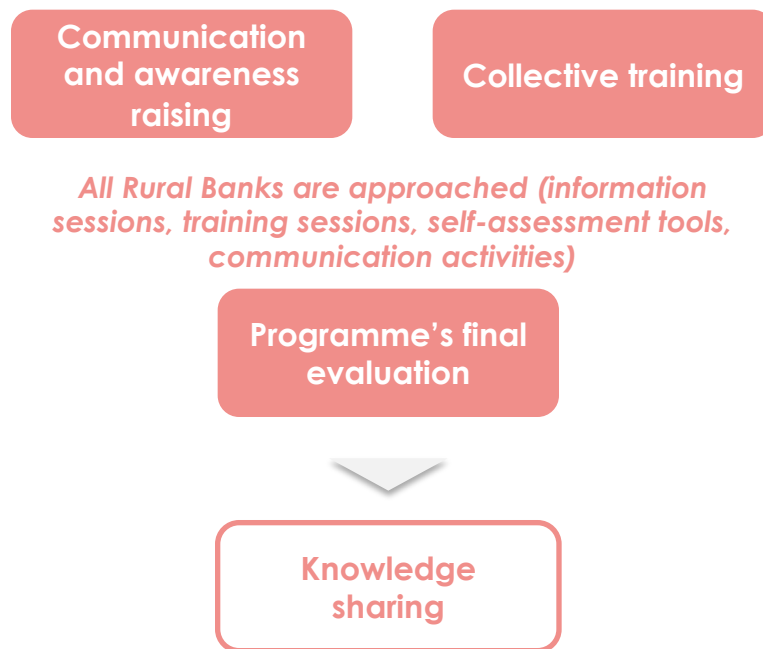 Communication
and awareness
raising
Collective training
All Rural Banks are approached (information
sessions, training sessions, self-assessment tools,
communication activities)
Programme’s final
evaluation
Knowledge
sharing